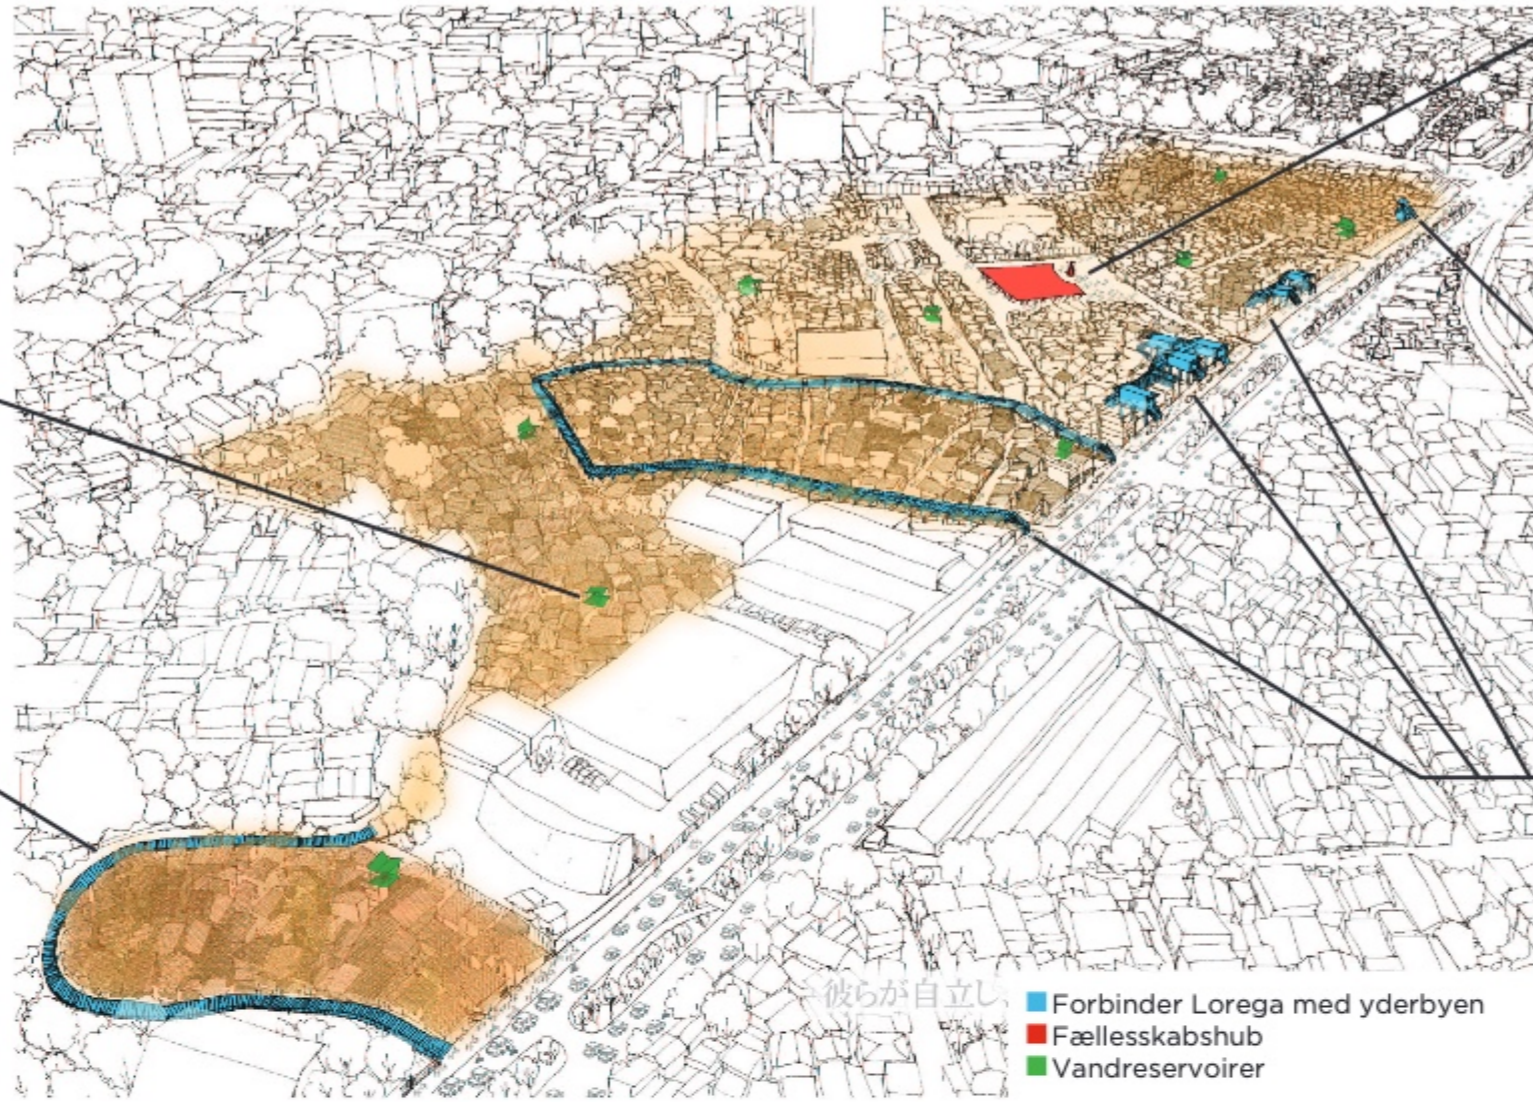 彼らが自立し
Forbinder Lorega med yderbyen
Fællesskabshub
Vandreservoirer